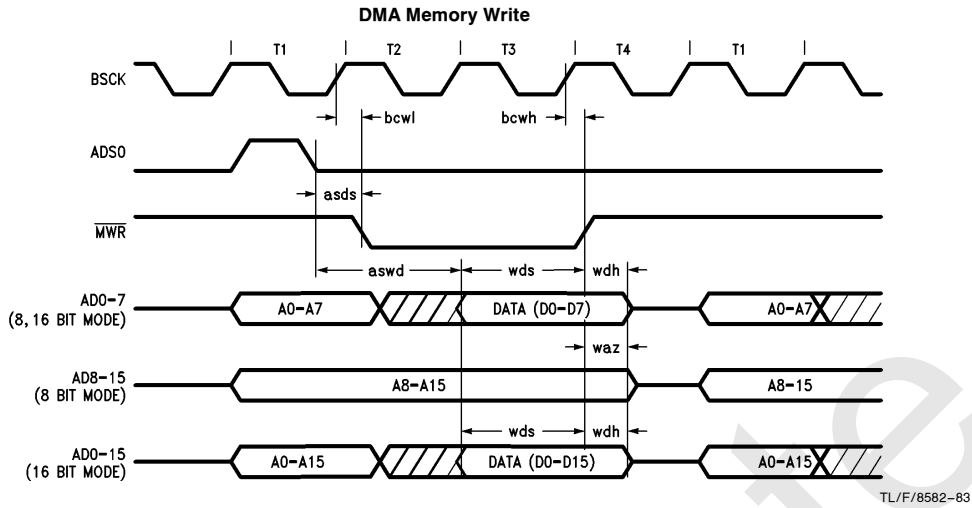 DMA Memory Write
T1 T2 T3 T4 T1
BSCK
bcwl bcwh
ADS0
asds
MWR
aswd wds wdh
AD0-7
(8,16 BIT MODE)
A0-A7 DATA (D0-D7) A0-A7
waz
AD8-15
(8 BIT MODE)
A8-A15 A8-15
wds wdh
AD0-15
(16 BIT MODE)
A0-A15 DATA (D0-D15) A0-A15
TL/F/8582-83